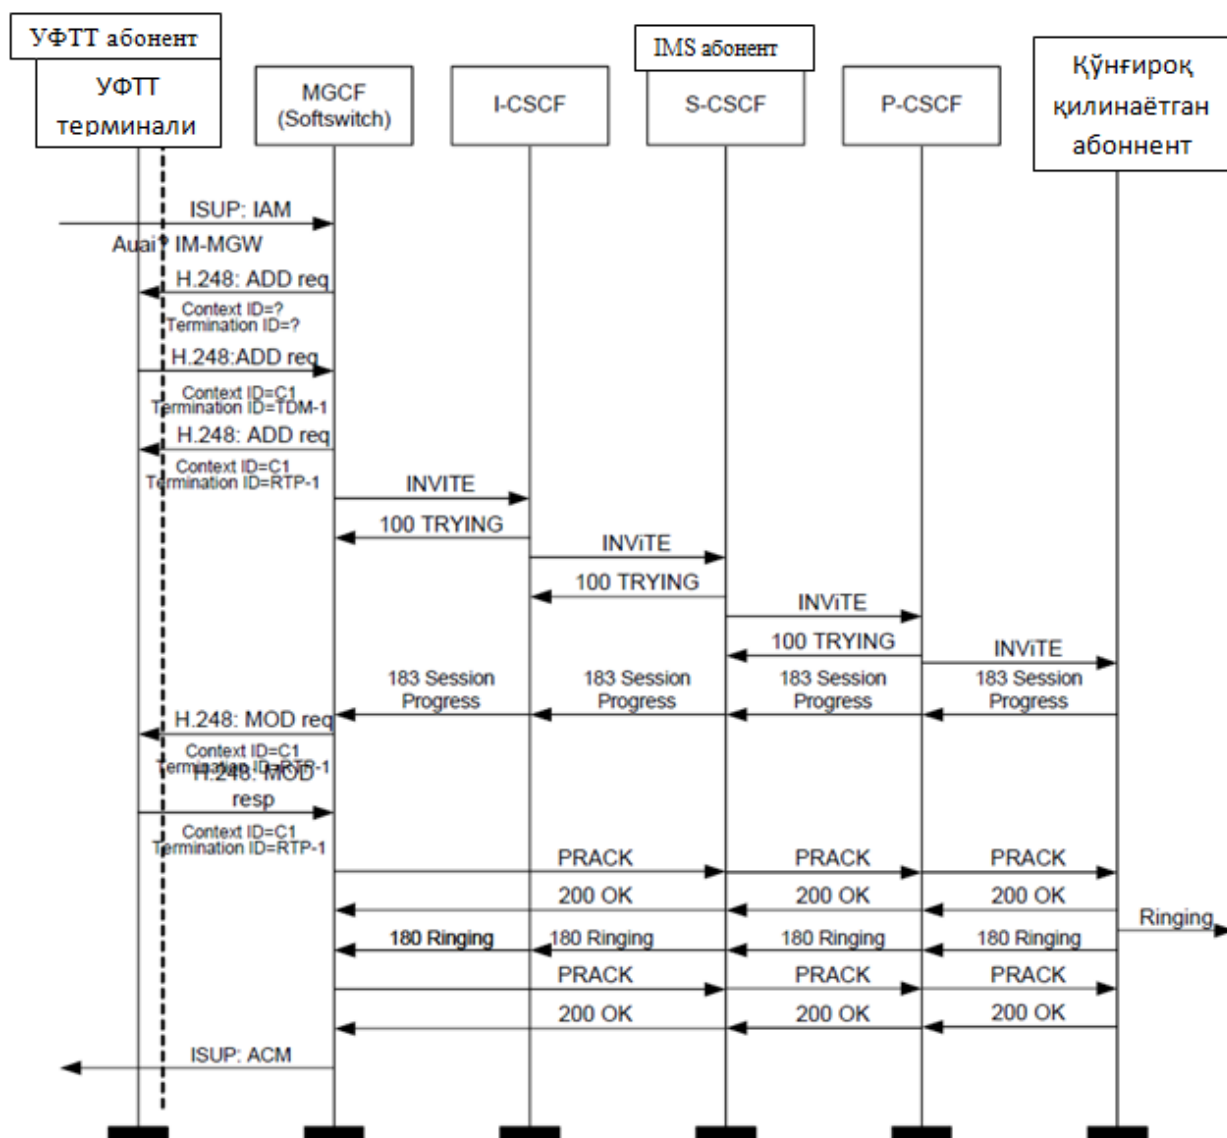 УФТТ абонент
IMS абонент
УФТТ
терминали
MGCF
(Softswitch)
I-CSCF
S-CSCF
P-CSCF
Қўнғироқ
қилинаётган
абоннент
ISUP: IAM
Auai? IM-MGW
H.248: ADD req
Context ID=?
Termination ID=?
H.248:ADD req
Context ID=C1
Termination ID=TDM-1
H.248: ADD req
Context ID=C1
Termination ID=RTP-1
INVITE
100 TRYING
INViTE
100 TRYING
INViTE
100 TRYING
INViTE
183 Session
Progress
183 Session
Progress
183 Session
Progress
183 Session
Progress
H.248: MOD req
Context ID=C1
Termination ID=RTP-1
H.248: MOD
resp
Context ID=C1
Termination ID=RTP-1
PRACK
PRACK
PRACK
200 OK
200 OK
200 OK
Ringing
180 Ringing
180 Ringing
180 Ringing
180 Ringing
PRACK
PRACK
PRACK
200 OK
200 OK
200 OK
ISUP: ACM